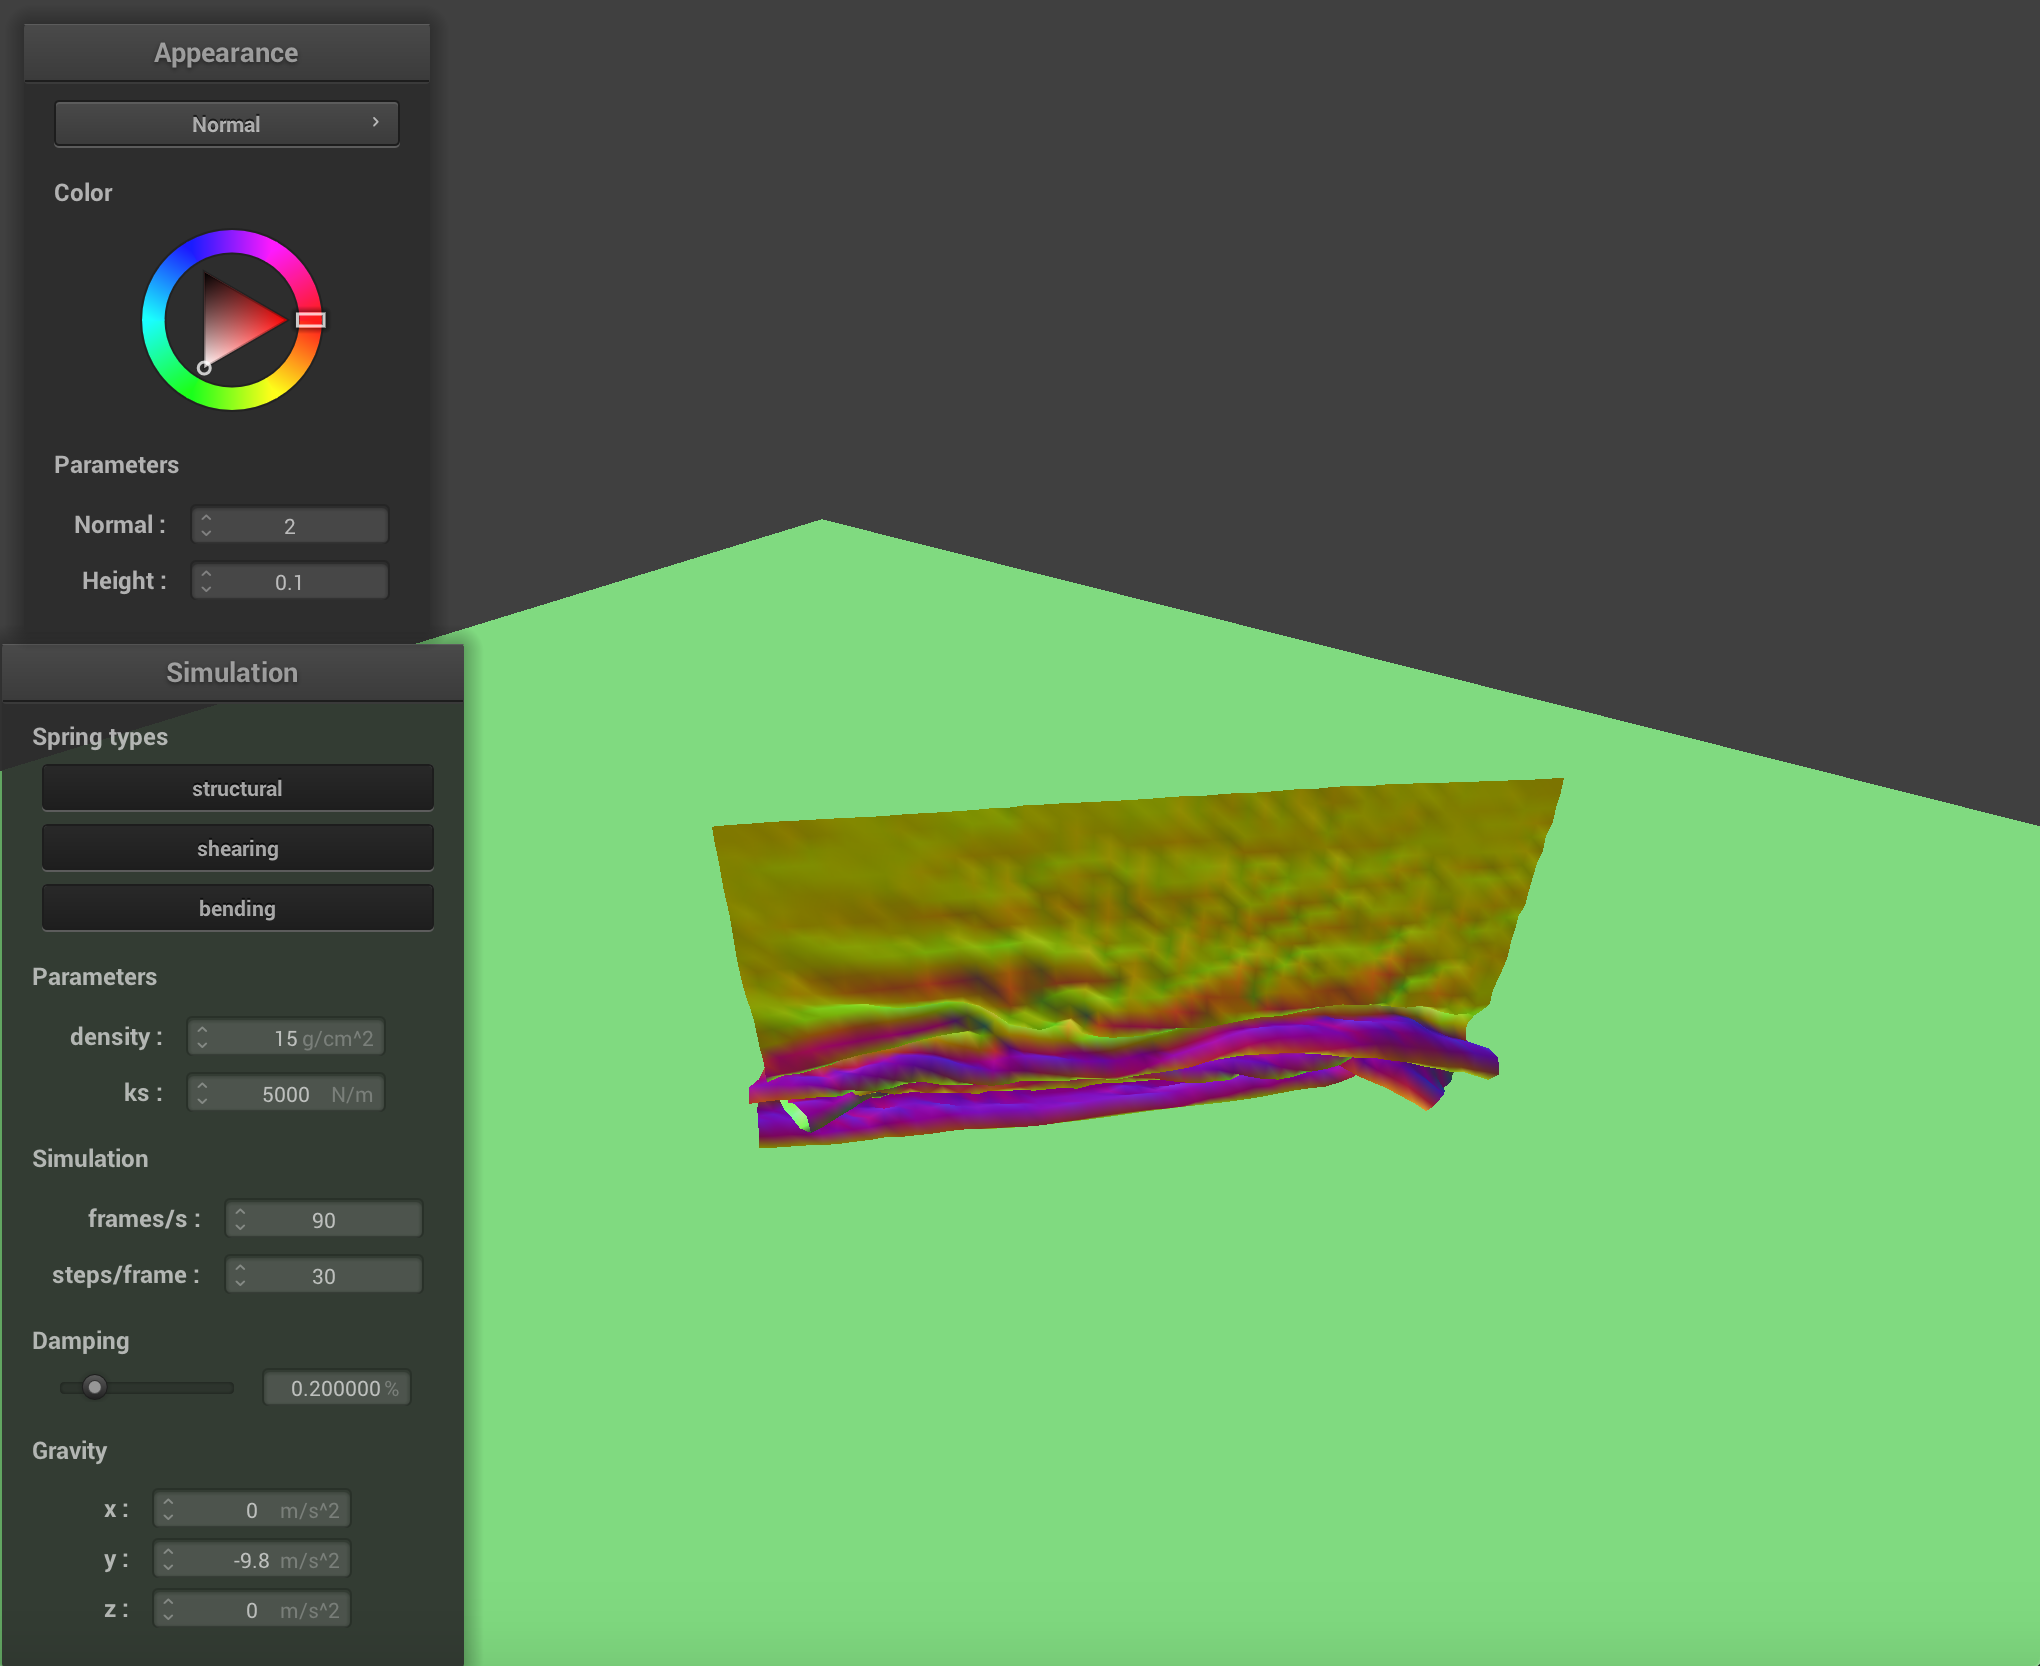 Appearance
Normal
Color
Parameters
Normal : 2
Height : 0.1
Simulation
Spring types
structural
shearing
bending
Parameters
density : 15 g/cm^2
ks : 5000 N/m
Simulation
frames/s : 90
steps/frame : 30
Damping
0.200000 %
Gravity
x : 0 m/s^2
y : -9.8 m/s^2
z : 0 m/s^2